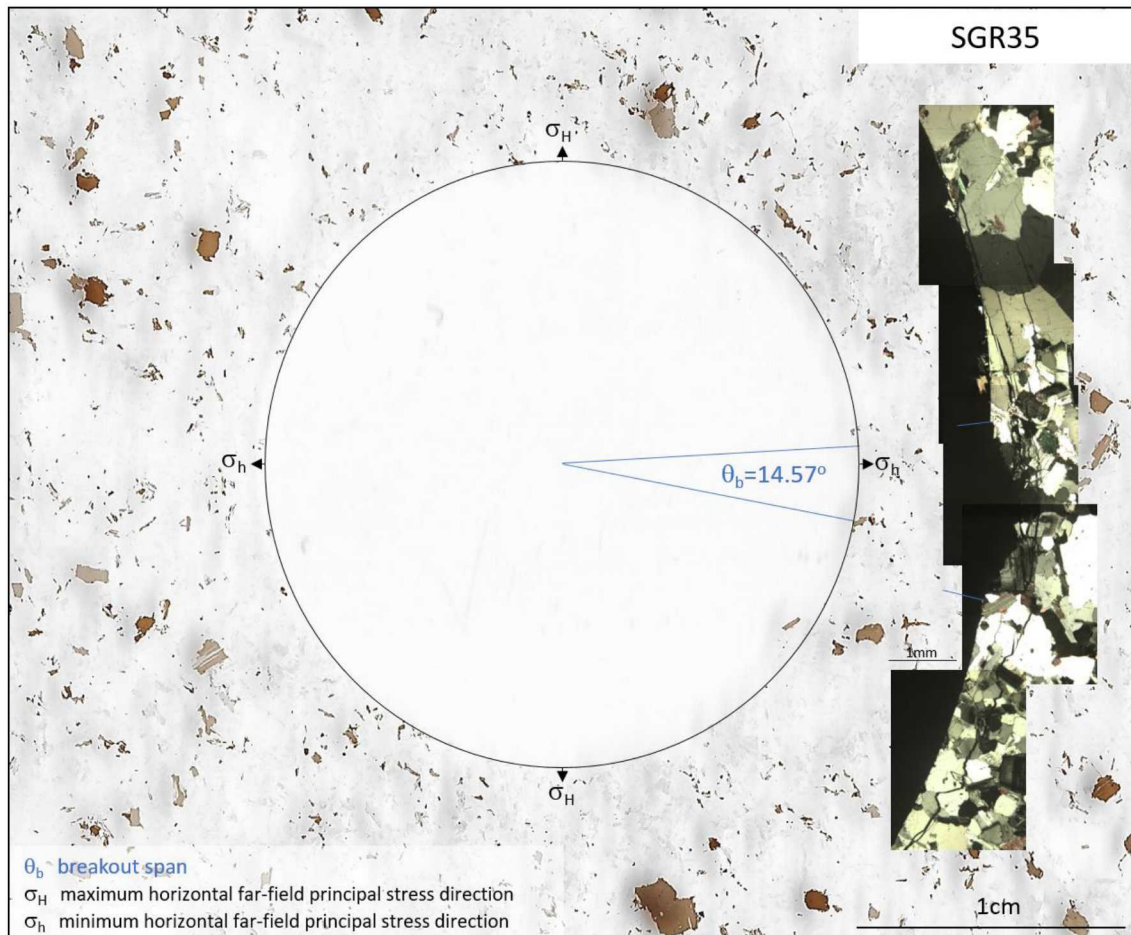 SGR35
σH
σh
θb=14.57º
σh
1mm
σH
θb breakout span
σH maximum horizontal far-field principal stress direction
σh minimum horizontal far-field principal stress direction
1cm